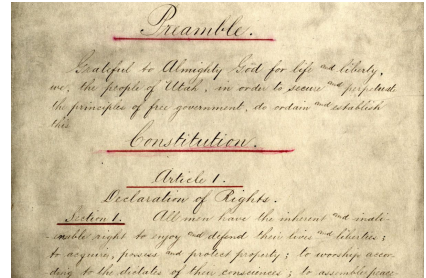 Preamble.
Grateful to Almighty God for life and liberty,
we, the people of Utah, in order to secure and perpetuate
the principles of free government, do ordain and establish
this
Constitution.
Article 1.
Declaration of Rights.
Section 1. All men have the inherent and inali-
enable right to enjoy and defend their lives and liberties;
to acquire, possess and protect property; to worship accor-
ding to the dictates of their consciences; to assemble peace-